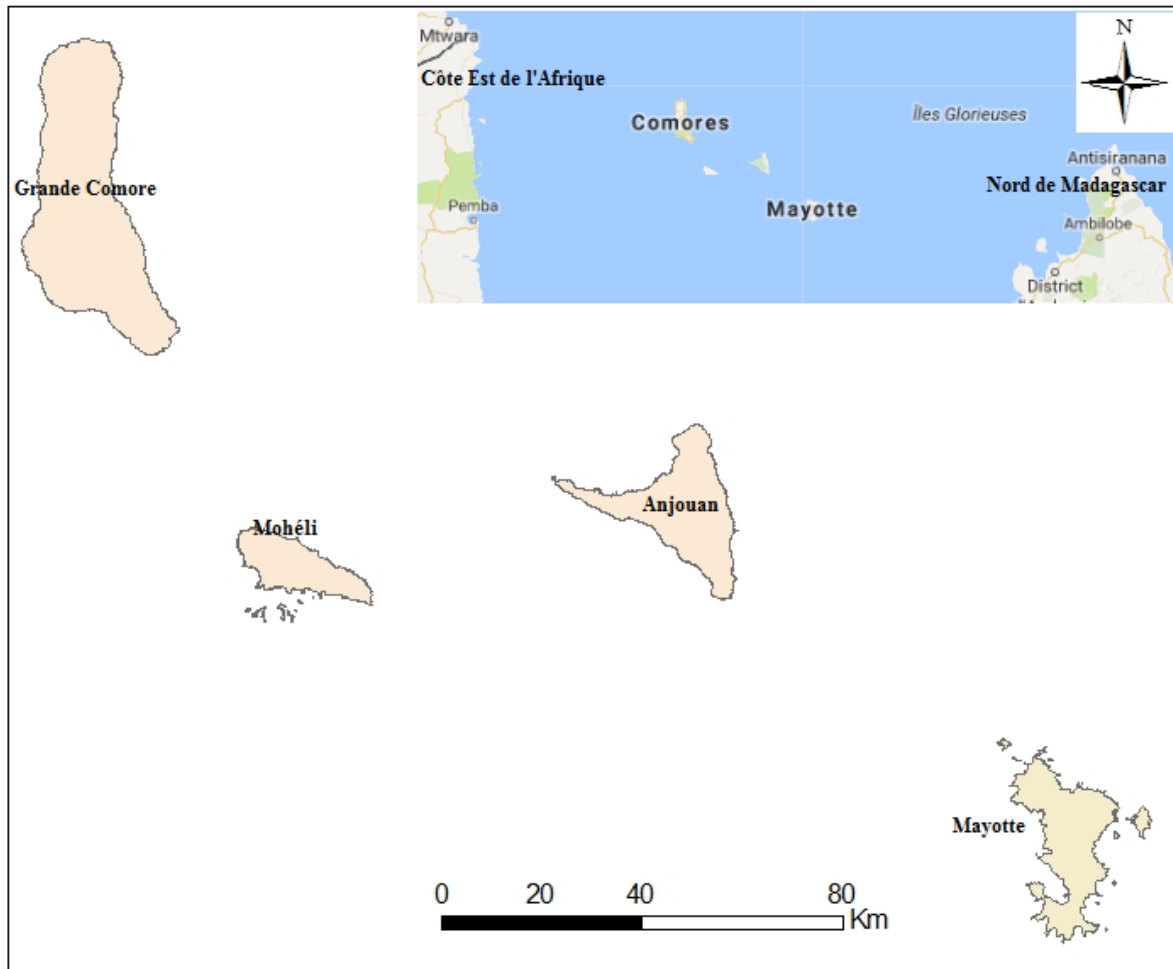 N
Mtwara
Côte Est de l'Afrique
Îles Glorieuses
Comores
Antisiranana
Nord de Madagascar
Grande Comore
Pemba
Mayotte
Ambilobe
District
Anjouan
Mohéli
Mayotte
0 20 40 80
Km